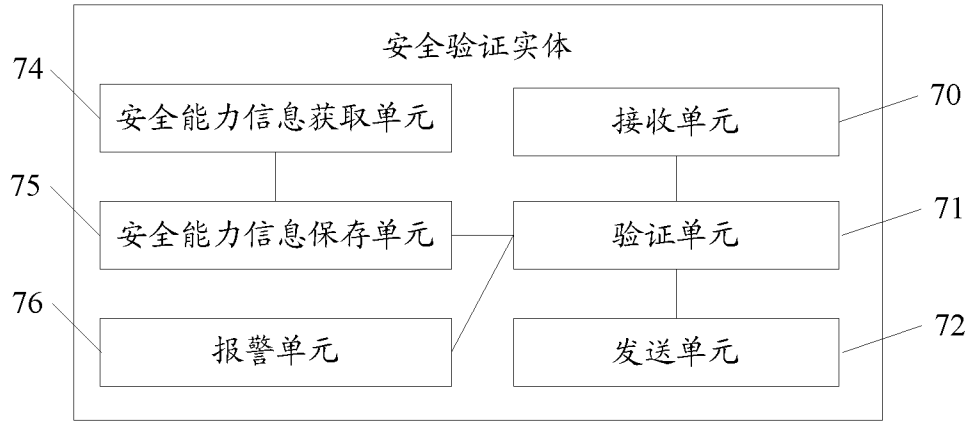 安全验证实体
74
安全能力信息获取单元
70
接收单元
75
安全能力信息保存单元
71
验证单元
76
报警单元
72
发送单元